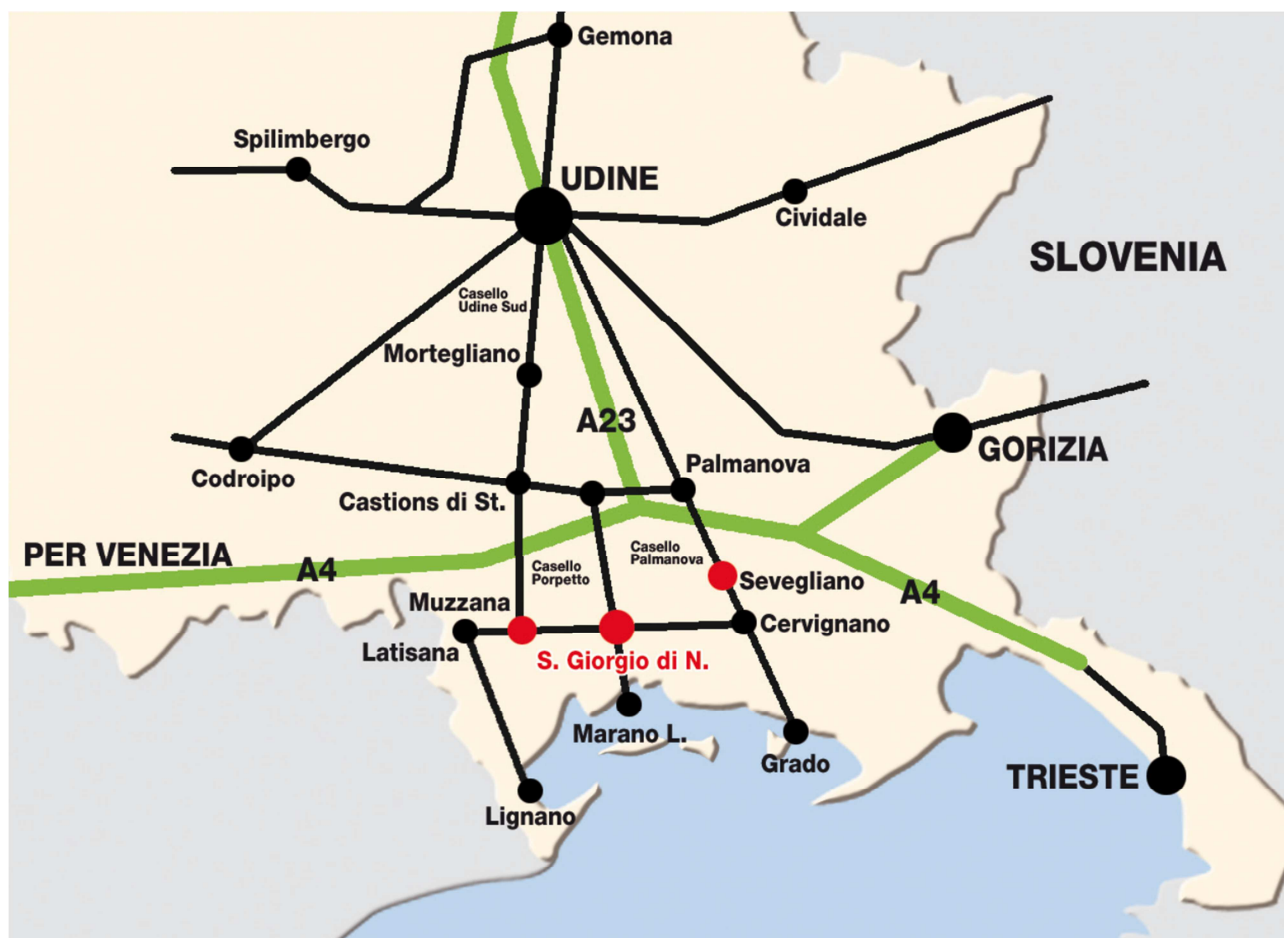 Gemona
Spilimbergo
UDINE
Cividale
SLOVENIA
Casello
Udine Sud
Mortegliano
A23
GORIZIA
Codroipo
Castions di St.
Palmanova
PER VENEZIA
A4
Casello
Porpetto
Casello
Palmanova
Sevegliano
A4
Muzzana
Cervignano
Latisana
S. Giorgio di N.
Marano L.
Grado
TRIESTE
Lignano